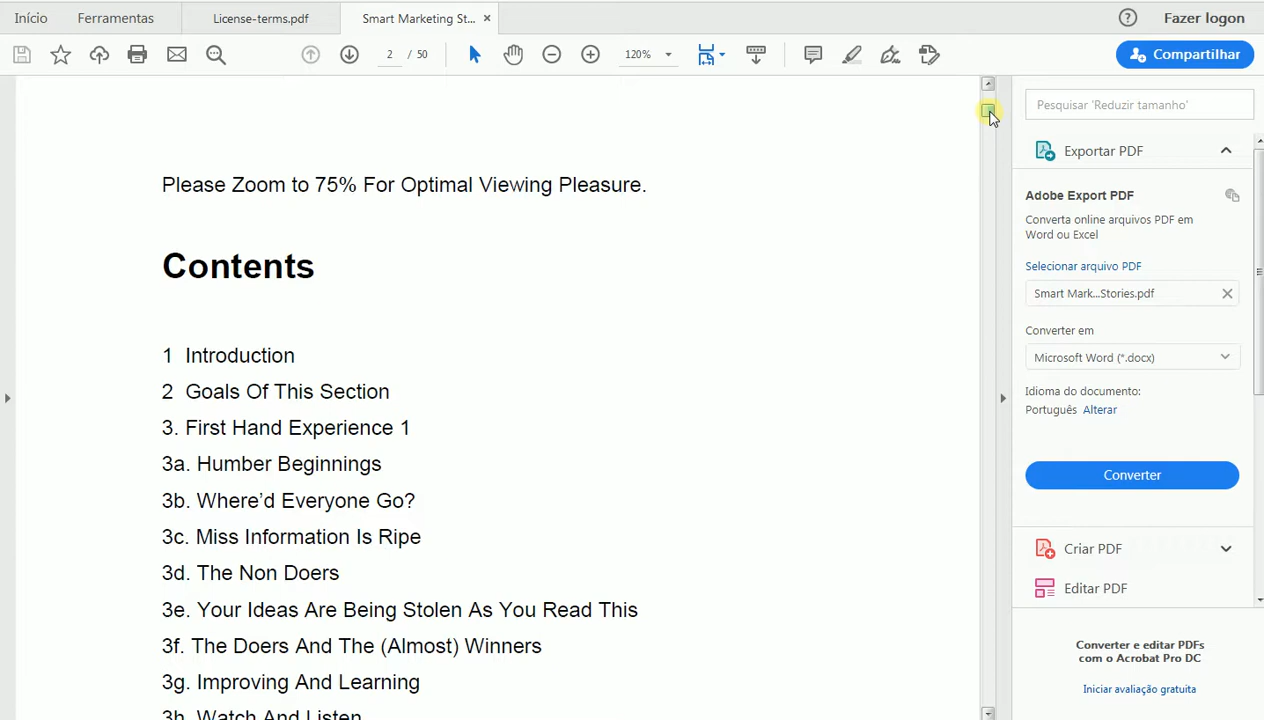 Início Ferramentas License-terms.pdf Smart Marketing St... × ? Fazer logon
2 / 50 120% Compartilhar
Please Zoom to 75% For Optimal Viewing Pleasure.
Contents
1 Introduction
2 Goals Of This Section
3. First Hand Experience 1
3a. Humber Beginnings
3b. Where’d Everyone Go?
3c. Miss Information Is Ripe
3d. The Non Doers
3e. Your Ideas Are Being Stolen As You Read This
3f. The Doers And The (Almost) Winners
3g. Improving And Learning
3h. Watch And Listen
Pesquisar 'Reduzir tamanho'
Exportar PDF
Adobe Export PDF
Converta online arquivos PDF em
Word ou Excel
Selecionar arquivo PDF
Smart Mark...Stories.pdf
Converter em
Microsoft Word (*.docx)
Idioma do documento:
Português Alterar
Converter
Criar PDF
Editar PDF
Converter e editar PDFs
com o Acrobat Pro DC
Iniciar avaliação gratuita